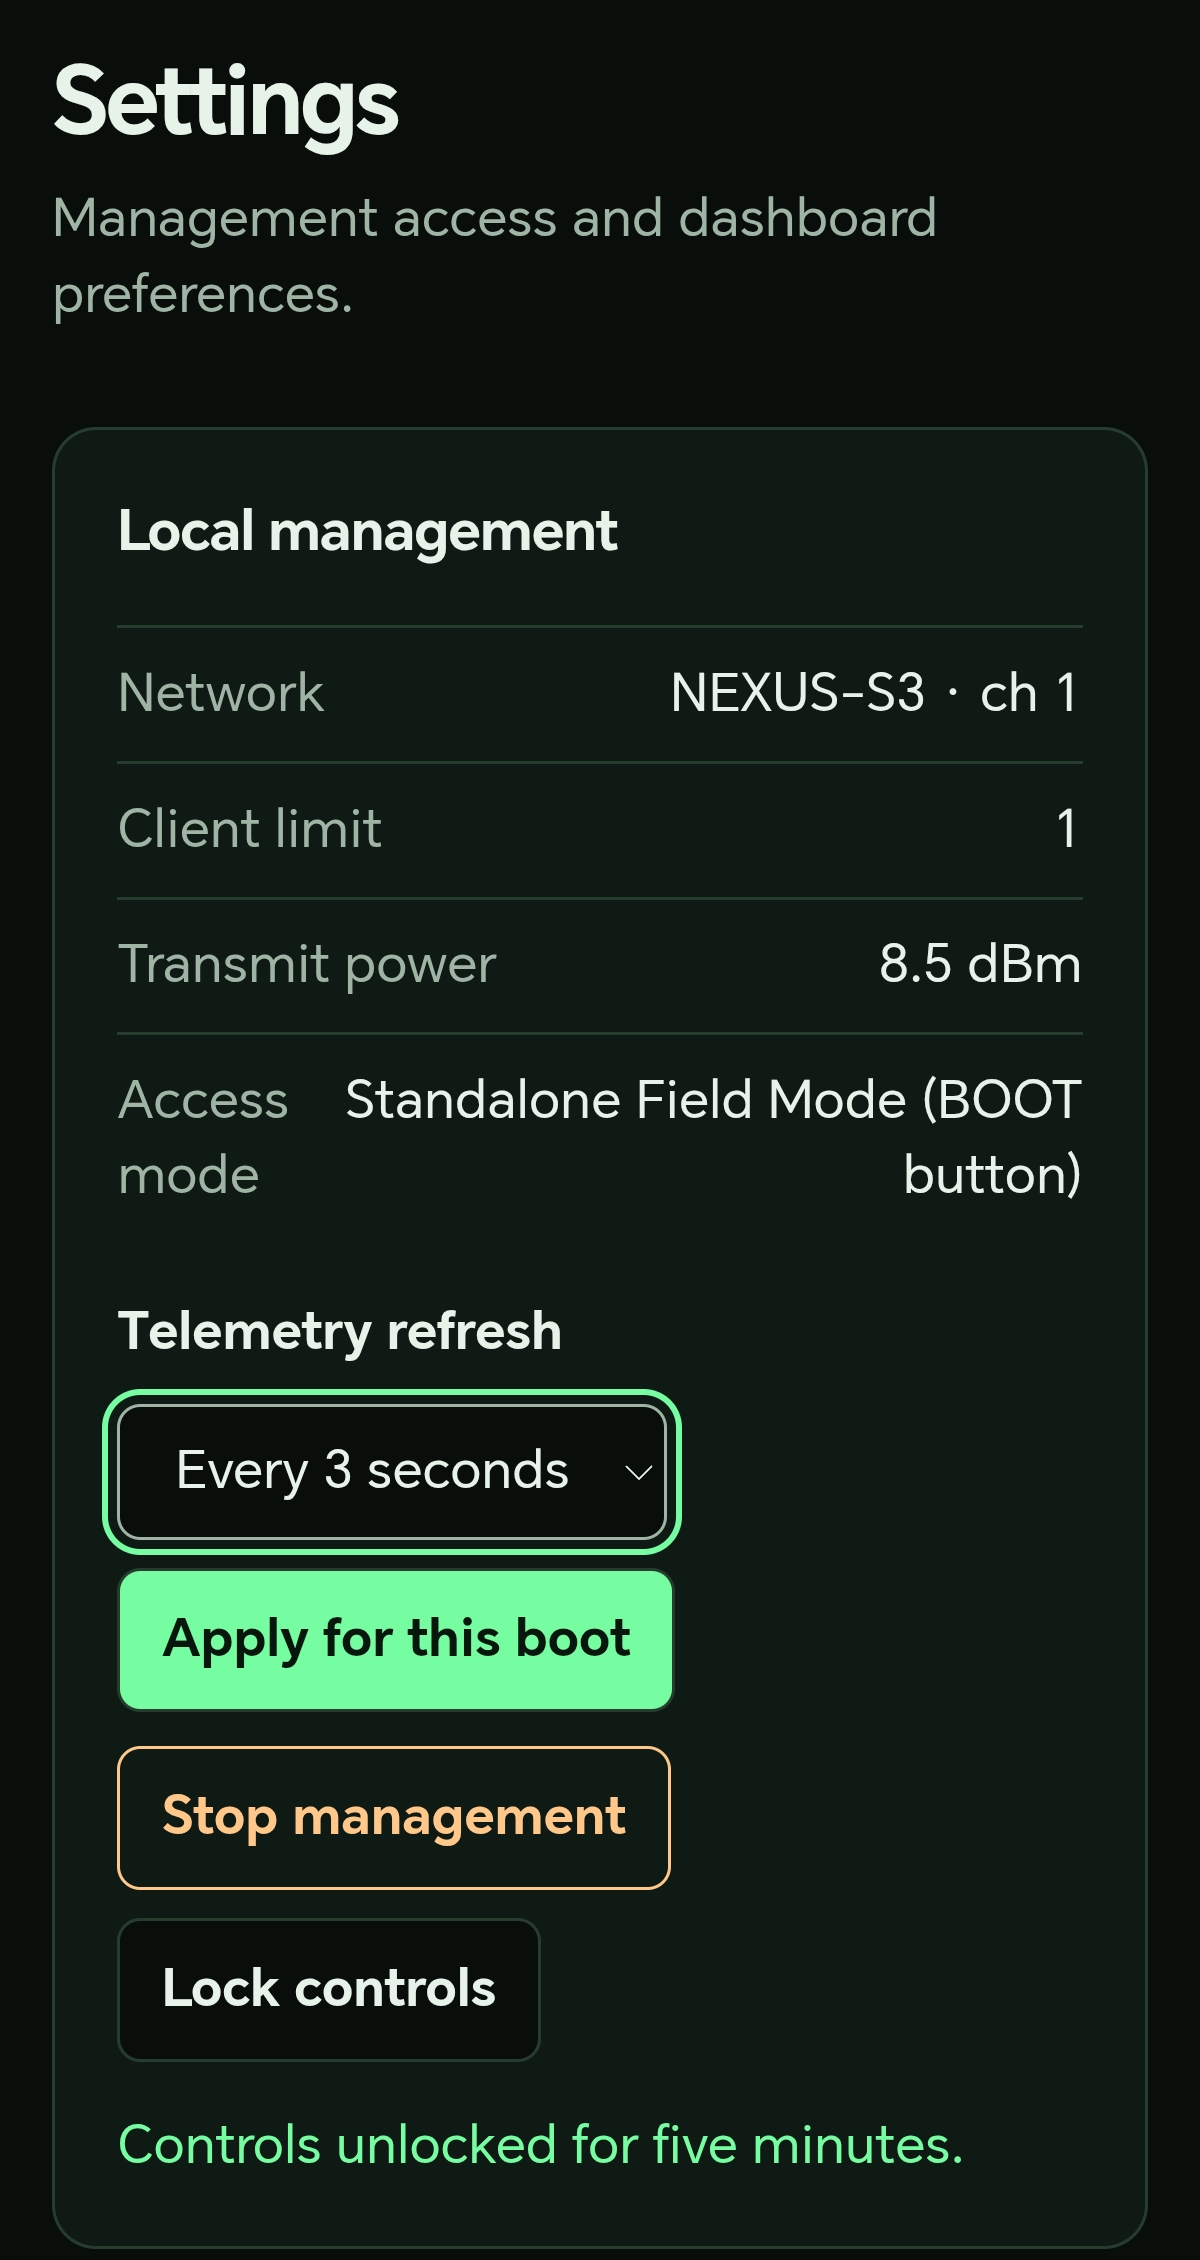 Settings
Management access and dashboard
preferences.
Local management
Network NEXUS-S3 · ch 1
Client limit 1
Transmit power 8.5 dBm
Access Standalone Field Mode (BOOT
mode button)
Telemetry refresh
Every 3 seconds
Apply for this boot
Stop management
Lock controls
Controls unlocked for five minutes.